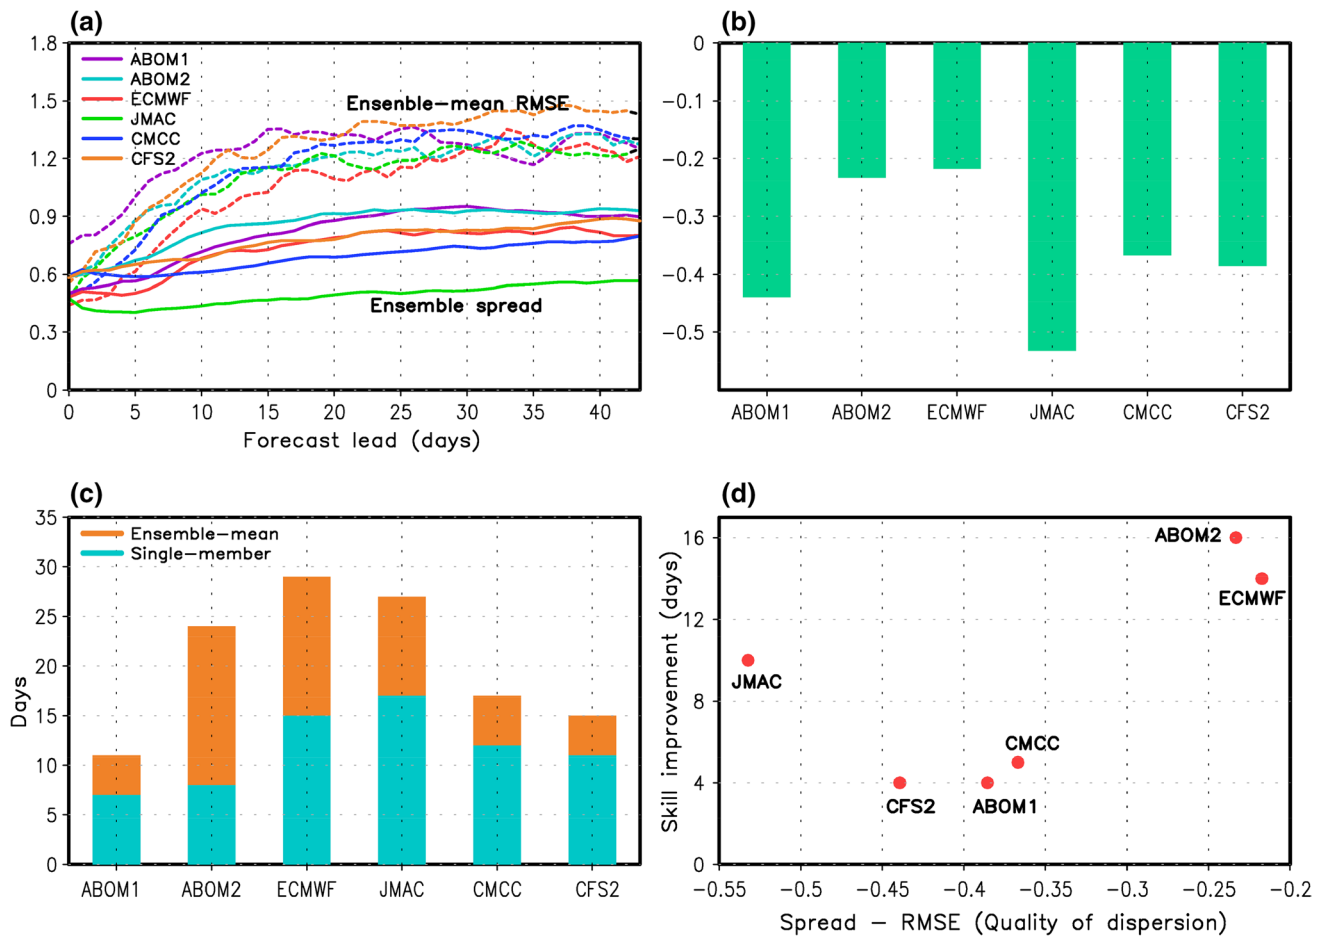 (a)
1.8
1.5
1.2
0.9
0.6
0.3
0
ABOM1
ABOM2
ECMWF
JMAC
CMCC
CFS2
Ensenble-mean RMSE
Ensemble spread
0 5 10 15 20 25 30 35 40
Forecast lead (days)
(b)
0
-0.1
-0.2
-0.3
-0.4
-0.5
ABOM1 ABOM2 ECMWF JMAC CMCC CFS2
(c)
35
30
25
20
15
10
5
0
Days
Ensemble-mean
Single-member
ABOM1 ABOM2 ECMWF JMAC CMCC CFS2
(d)
16
12
8
4
0
Skill improvement (days)
ABOM2
ECMWF
JMAC
CMCC
CFS2 ABOM1
-0.55 -0.5 -0.45 -0.4 -0.35 -0.3 -0.25 -0.2
Spread - RMSE (Quality of dispersion)